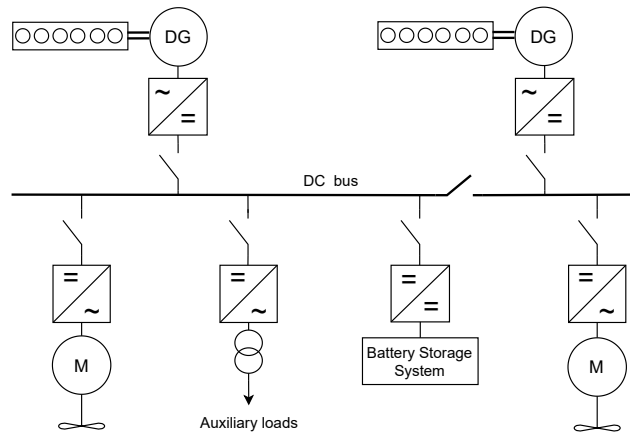 DG
DG
DC bus
M
Battery Storage
System
M
Auxiliary loads